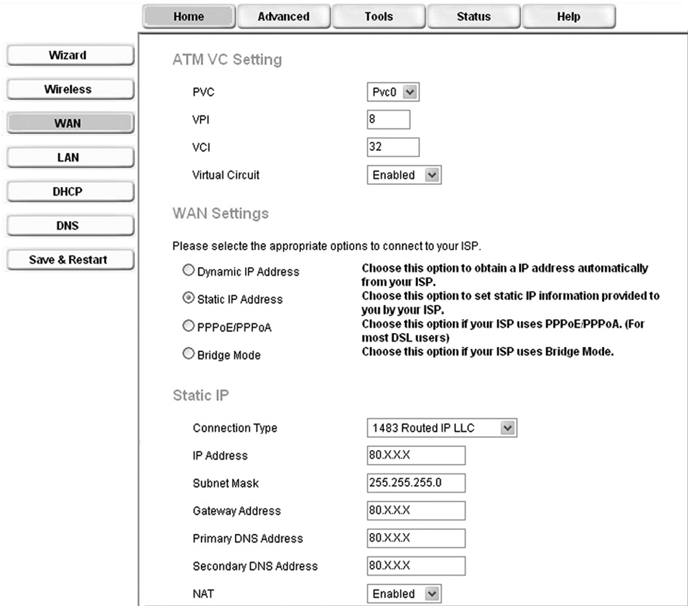 Home Advanced Tools Status Help
Wizard
Wireless
WAN
LAN
DHCP
DNS
Save & Restart
ATM VC Setting
PVC Pvc0
VPI 8
VCI 32
Virtual Circuit Enabled
WAN Settings
Please selecte the appropriate options to connect to your ISP.
Dynamic IP Address Choose this option to obtain a IP address automatically
from your ISP.
Static IP Address Choose this option to set static IP information provided to
you by your ISP.
PPPoE/PPPoA Choose this option if your ISP uses PPPoE/PPPoA. (For
most DSL users)
Bridge Mode Choose this option if your ISP uses Bridge Mode.
Static IP
Connection Type 1483 Routed IP LLC
IP Address 80.X.X.X
Subnet Mask 255.255.255.0
Gateway Address 80.X.X.X
Primary DNS Address 80.X.X.X
Secondary DNS Address 80.X.X.X
NAT Enabled